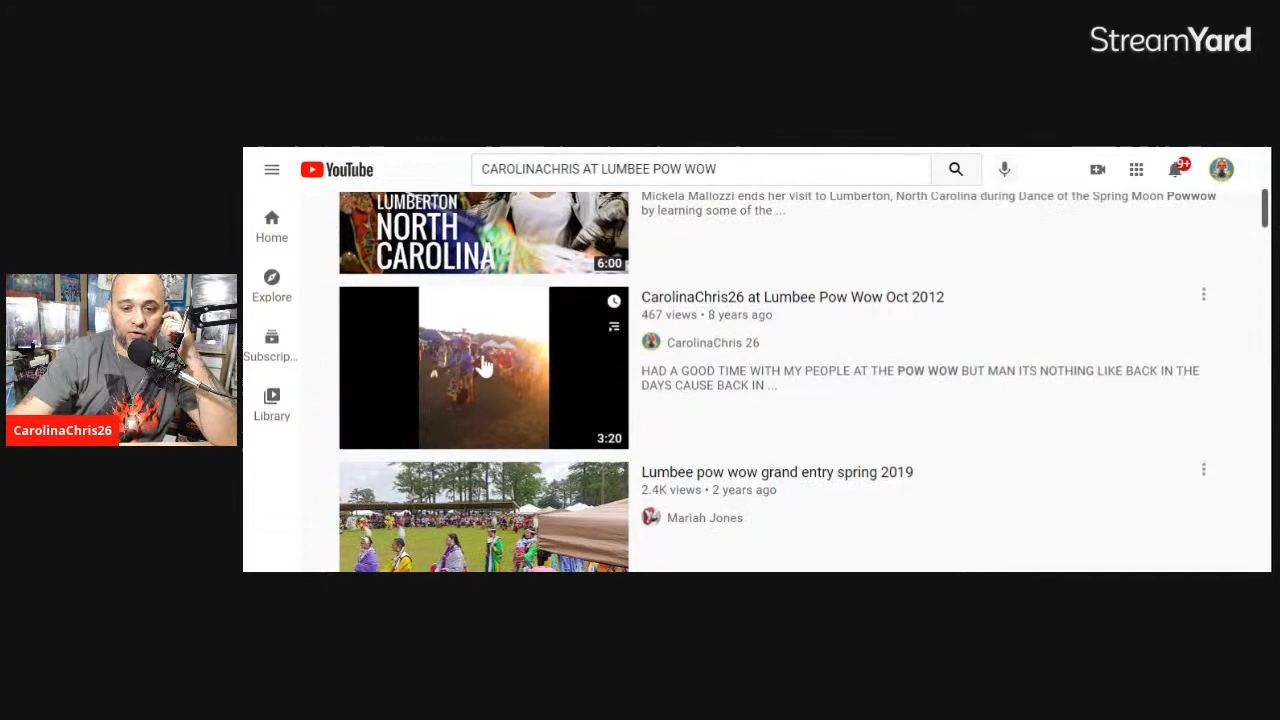 StreamYard
YouTube
CAROLINACHRIS AT LUMBEE POW WOW
9+
Home
Explore
Subscrip...
Library
LUMBERTON
NORTH
CAROLINA
6:00
Mickela Mallozzi ends her visit to Lumberton, North Carolina during Dance of the Spring Moon Powwow
by learning some of the ...
CarolinaChris26 at Lumbee Pow Wow Oct 2012
467 views • 8 years ago
CarolinaChris 26
HAD A GOOD TIME WITH MY PEOPLE AT THE POW WOW BUT MAN ITS NOTHING LIKE BACK IN THE
DAYS CAUSE BACK IN ...
3:20
Lumbee pow wow grand entry spring 2019
2.4K views • 2 years ago
Mariah Jones
CarolinaChris26